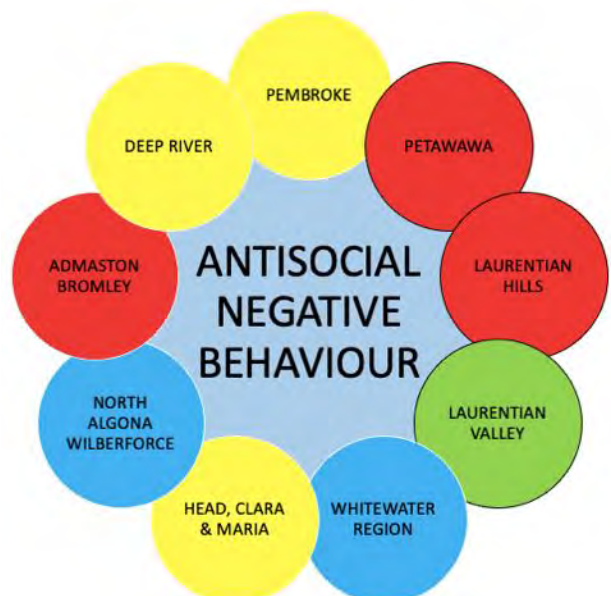 PEMBROKE
PETAWAWA
LAURENTIAN
HILLS
LAURENTIAN
VALLEY
WHITEWATER
REGION
HEAD, CLARA
& MARIA
NORTH
ALGONA
WILBERFORCE
ADMASTON
BROMLEY
DEEP RIVER
ANTISOCIAL
NEGATIVE
BEHAVIOUR